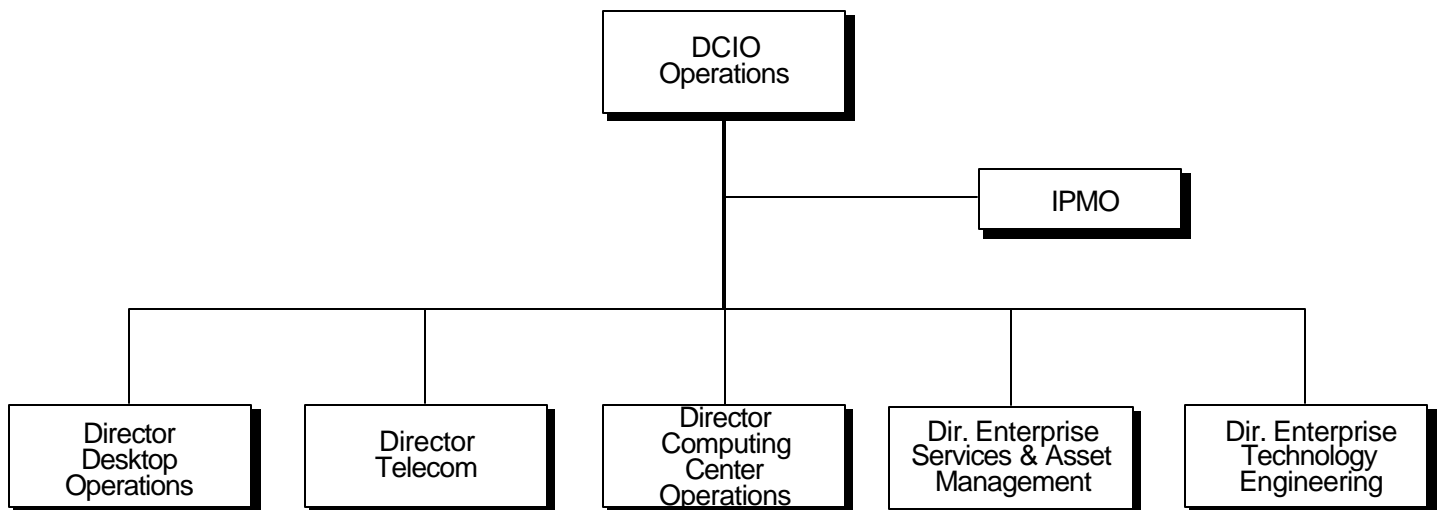 DCIO
Operations
IPMO
Director
Desktop
Operations
Director
Telecom
Director
Computing
Center
Operations
Dir. Enterprise
Services & Asset
Management
Dir. Enterprise
Technology
Engineering